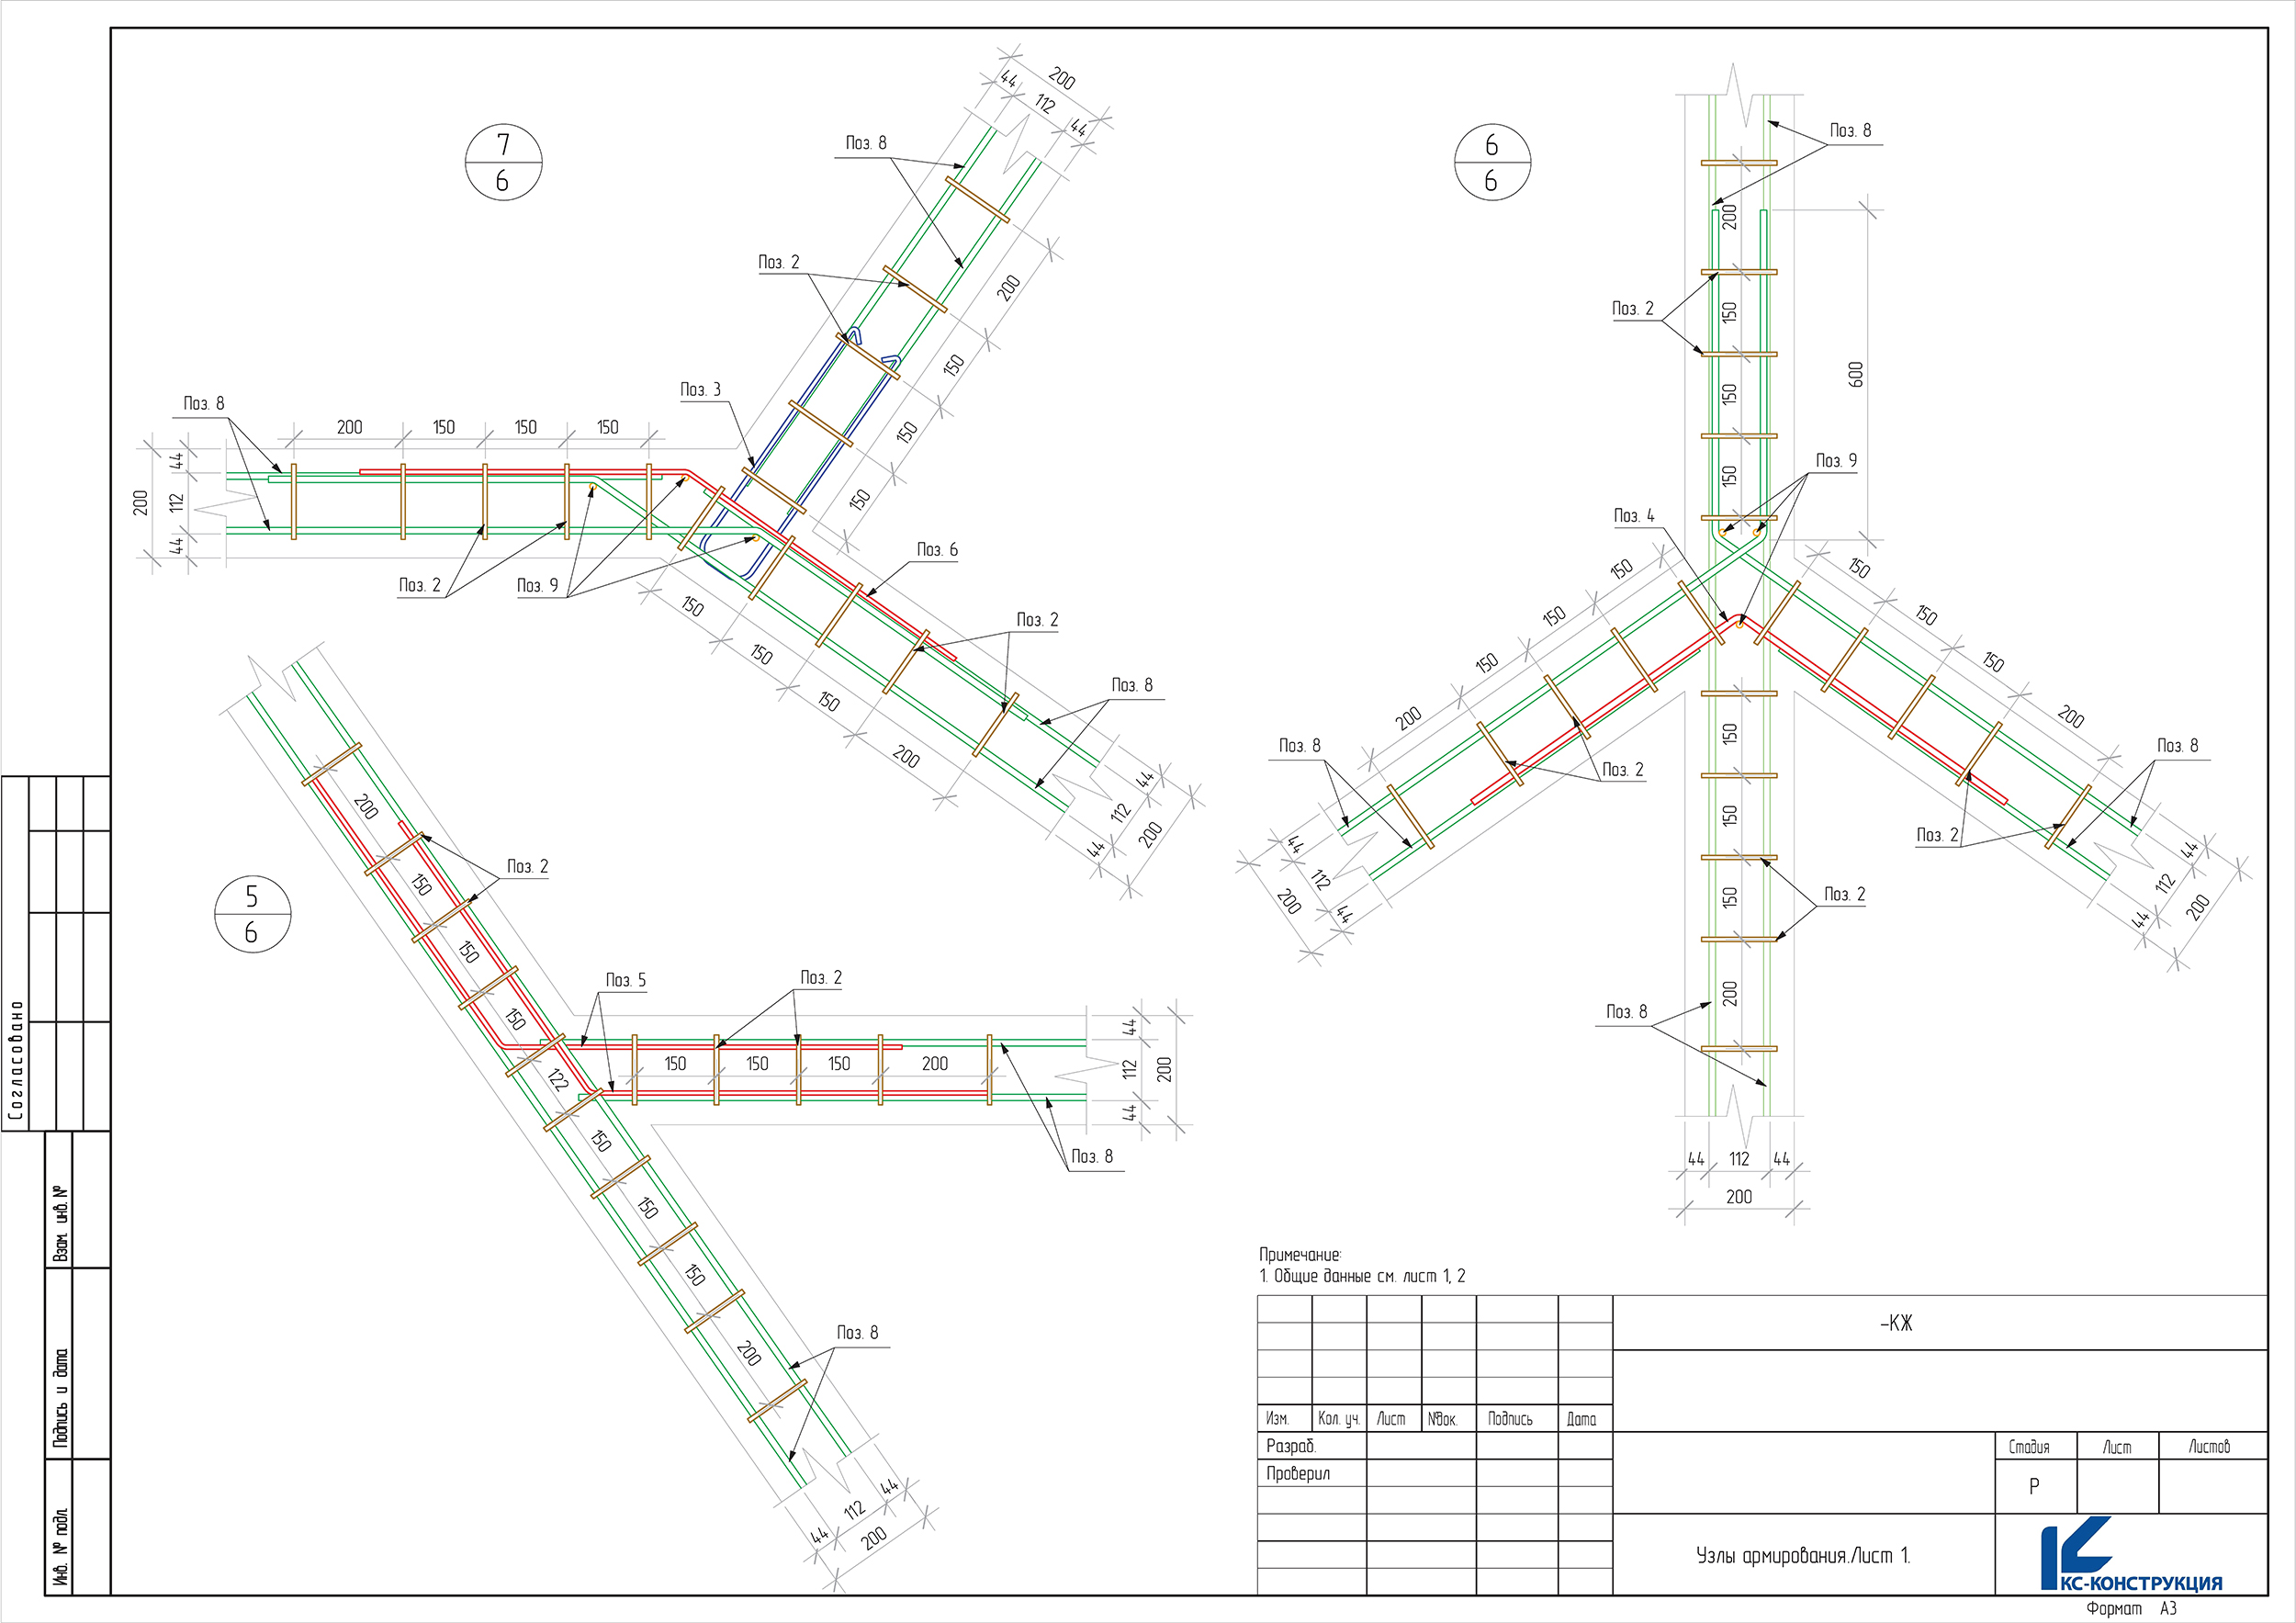 7
6
Поз. 8
200
44
112
44
Поз. 2
200
150
150
150
Поз. 3
Поз. 8
200
150
150
150
44
112
44
200
Поз. 2
Поз. 9
Поз. 6
Поз. 2
Поз. 8
150
150
150
200
44
112
44
200
6
6
Поз. 8
200
Поз. 2
150
150
150
600
Поз. 9
Поз. 4
150
150
150
200
150
150
150
200
Поз. 8
Поз. 2
Поз. 8
Поз. 2
44
112
44
200
44
112
44
200
150
150
150
200
Поз. 2
Поз. 8
44
112
44
200
5
6
200
150
150
150
122
150
150
150
200
Поз. 2
Поз. 5
Поз. 2
150
150
150
200
44
112
44
200
Поз. 8
Поз. 8
44
112
44
200
Примечание:
1. Общие данные см. лист 1, 2
-КЖ
Изм.
Кол. уч.
Лист
№док.
Подпись
Дата
Разраб.
Проверил
Стадия
Лист
Листов
Р
Узлы армирования.Лист 1.
КС-КОНСТРУКЦИЯ
Формат А3
Согласовано
Взам. инв. №
Подпись и дата
Инв. № подл.